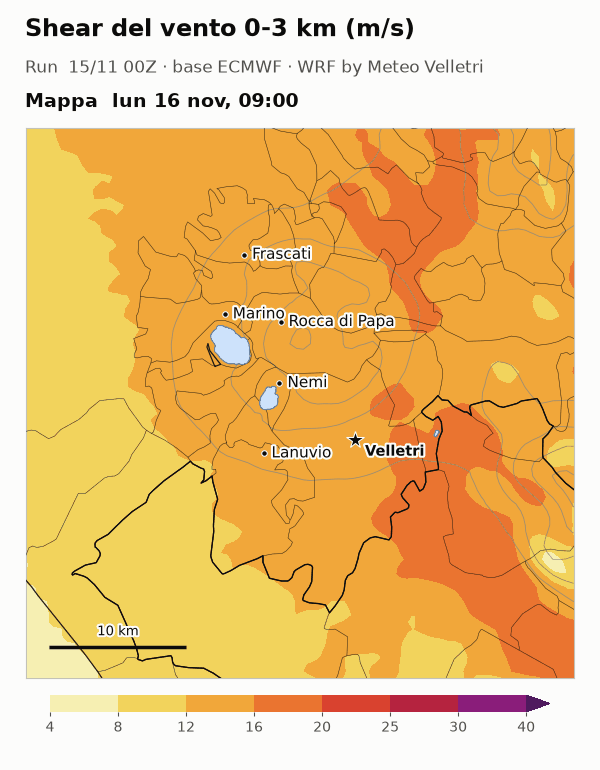 Shear del vento 0-3 km (m/s)
Run  15/11 00Z · base ECMWF · WRF by Meteo Velletri
Mappa  lun 16 nov, 09:00
Frascati
Marino
Rocca di Papa
Nemi
Velletri
Lanuvio
10 km
4 8 12 16 20 25 30 40